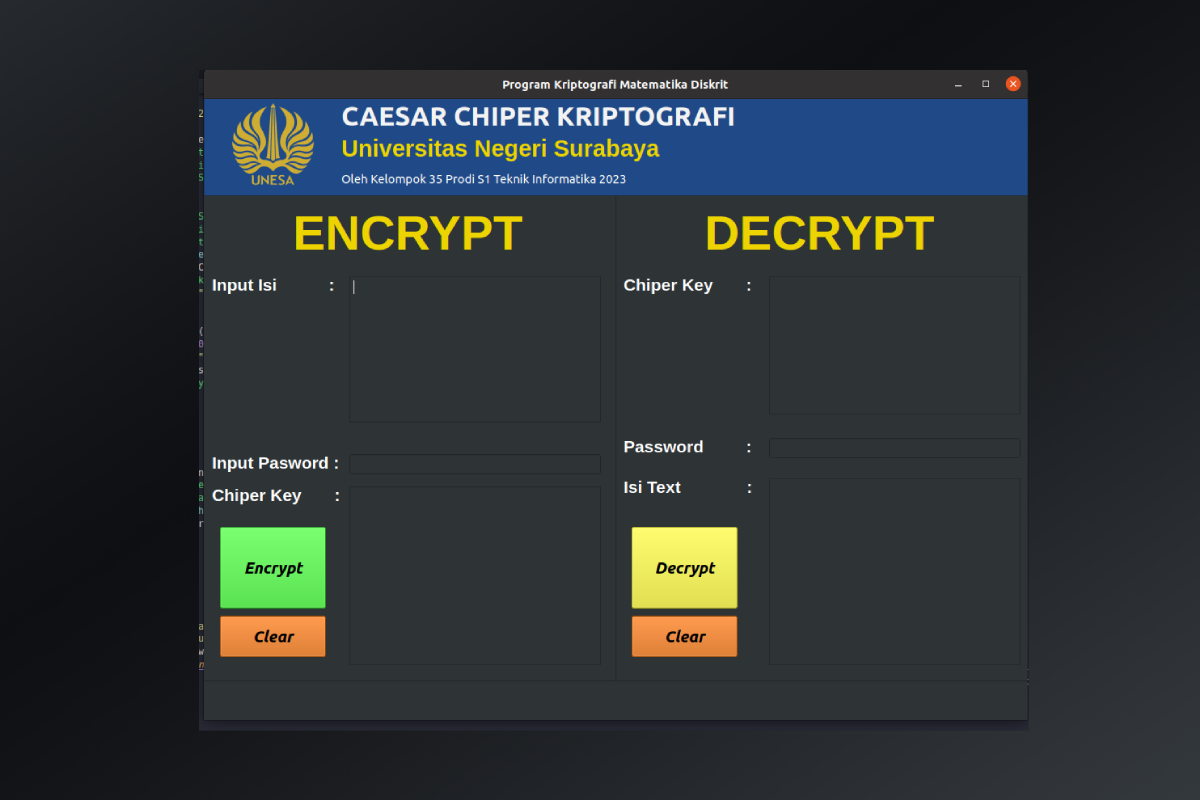 Program Kriptografi Matematika Diskrit
CAESAR CHIPER KRIPTOGRAFI
Universitas Negeri Surabaya
UNESA
Oleh Kelompok 35 Prodi S1 Teknik Informatika 2023
ENCRYPT
Input Isi :
Input Pasword :
Chiper Key :
Encrypt
Clear
DECRYPT
Chiper Key :
Password :
Isi Text :
Decrypt
Clear